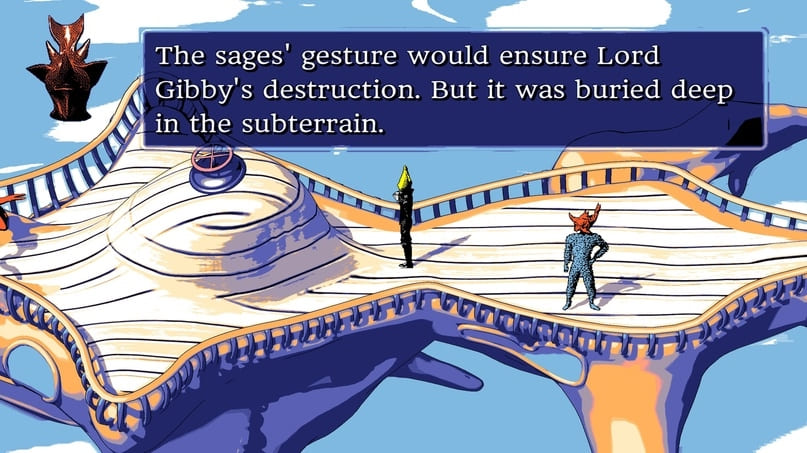 The sages' gesture would ensure Lord
Gibby's destruction. But it was buried deep
in the subterrain.